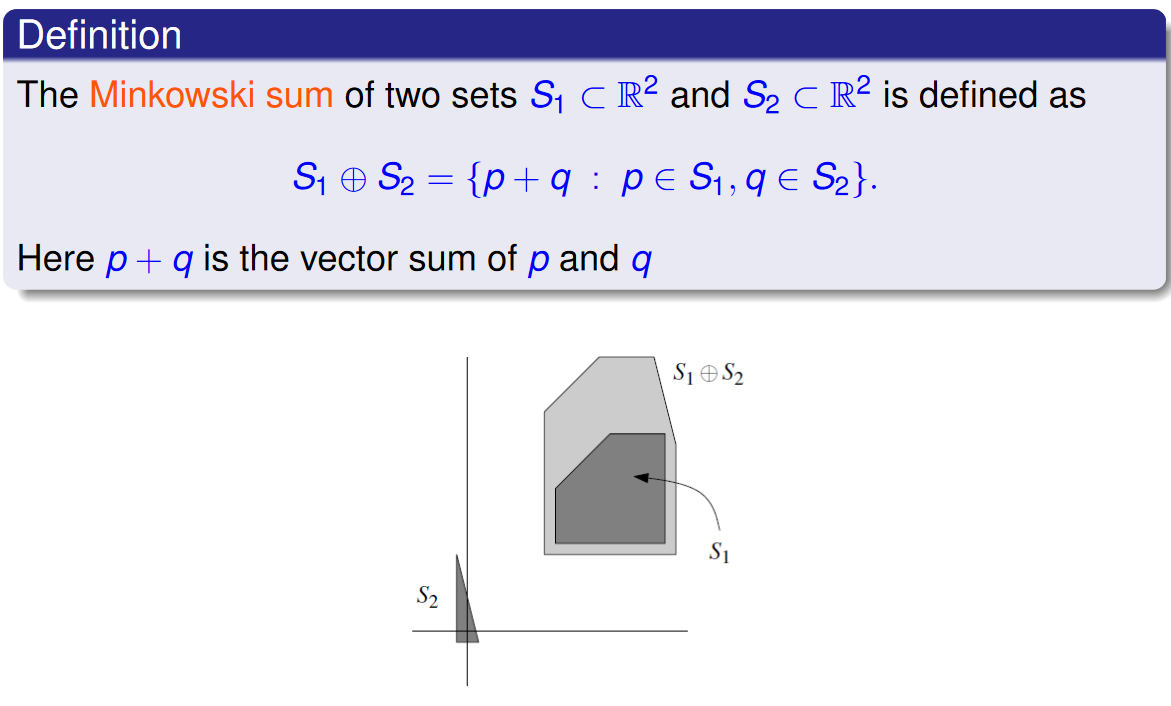 Definition
The Minkowski sum of two sets S₁ ⊂ ℝ² and S₂ ⊂ ℝ² is defined as
S₁ ⊕ S₂ = {p + q : p ∈ S₁, q ∈ S₂}.
Here p + q is the vector sum of p and q
S₁ ⊕ S₂
S₁
S₂